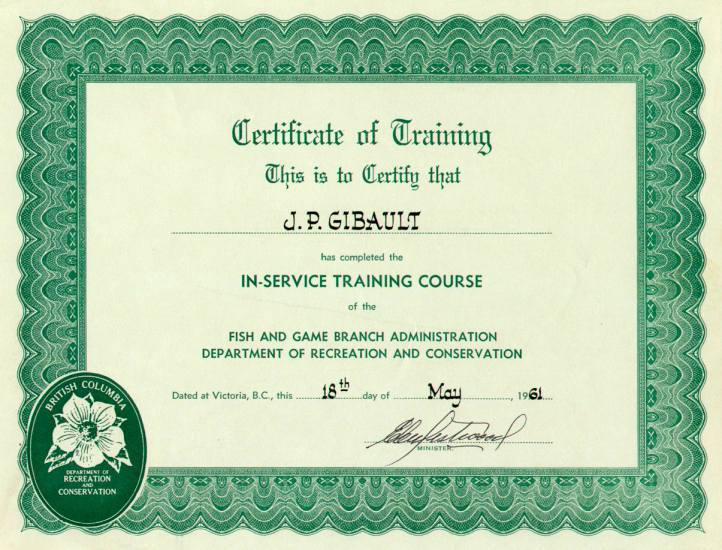 Certificate of Training
This is to Certify that
J. P. GIBAULT
has completed the
IN-SERVICE TRAINING COURSE
of the
FISH AND GAME BRANCH ADMINISTRATION
DEPARTMENT OF RECREATION AND CONSERVATION
Dated at Victoria, B.C., this 18th day of May, 1961
MINISTER.
BRITISH COLUMBIA
DEPARTMENT OF
RECREATION
AND
CONSERVATION